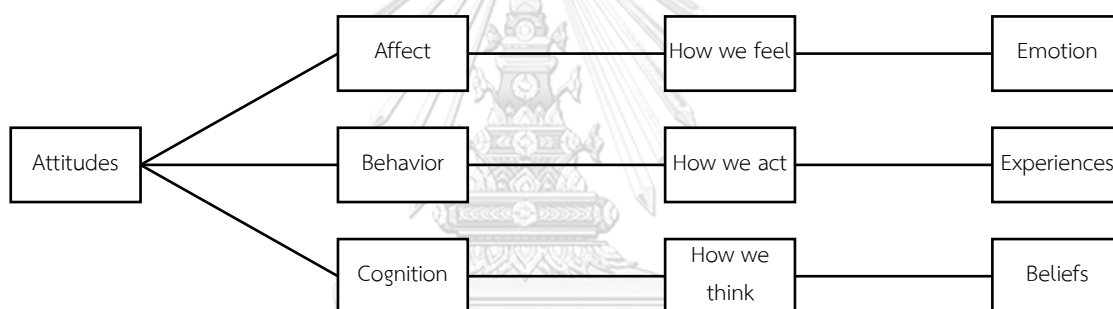 Affect
How we feel
Emotion
Attitudes
Behavior
How we act
Experiences
Cognition
How we
think
Beliefs